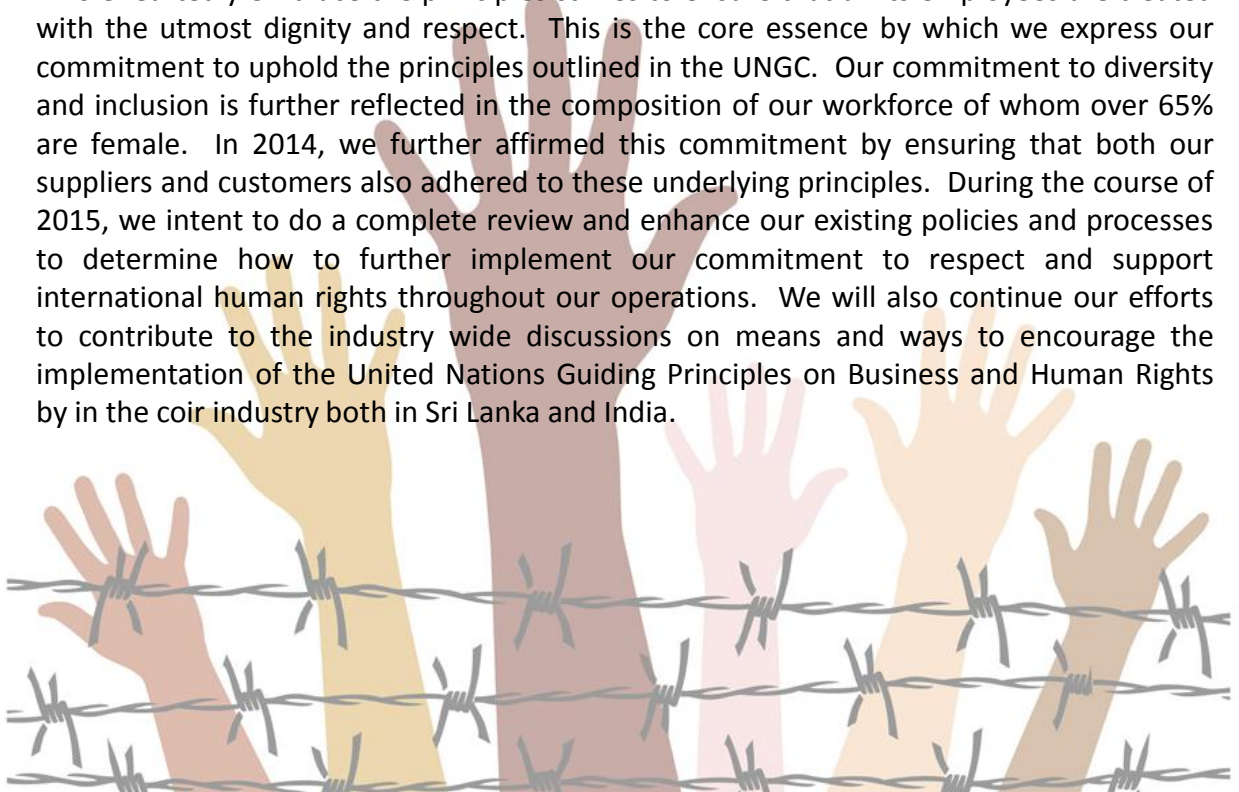 with the utmost dignity and respect. This is the core essence by which we express our
commitment to uphold the principles outlined in the UNGC. Our commitment to diversity
and inclusion is further reflected in the composition of our workforce of whom over 65%
are female. In 2014, we further affirmed this commitment by ensuring that both our
suppliers and customers also adhered to these underlying principles. During the course of
2015, we intent to do a complete review and enhance our existing policies and processes
to determine how to further implement our commitment to respect and support
international human rights throughout our operations. We will also continue our efforts
to contribute to the industry wide discussions on means and ways to encourage the
implementation of the United Nations Guiding Principles on Business and Human Rights
by in the coir industry both in Sri Lanka and India.